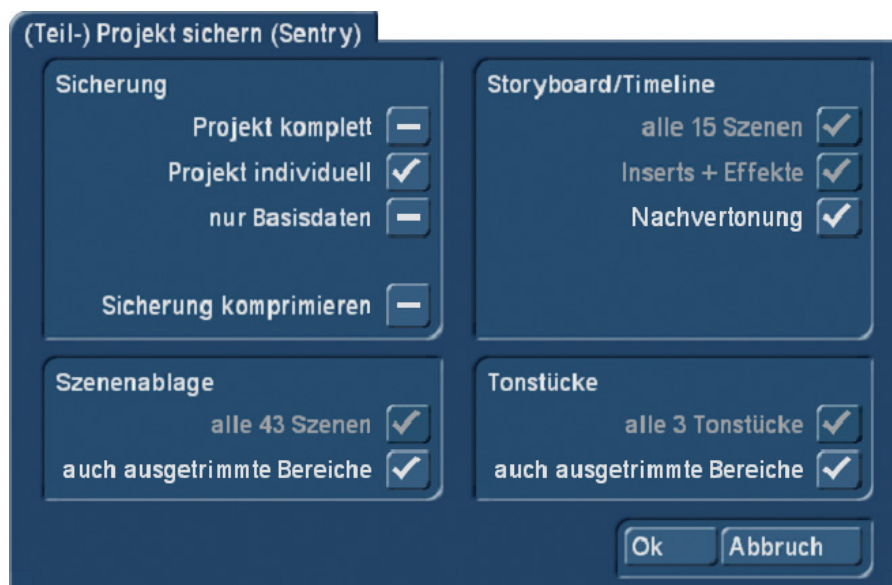 (Teil-) Projekt sichern (Sentry)
Sicherung
Projekt komplett
Projekt individuell
nur Basisdaten
Sicherung komprimieren
Storyboard/Timeline
alle 15 Szenen
Inserts + Effekte
Nachvertonung
Szenenablage
alle 43 Szenen
auch ausgetrimmte Bereiche
Tonstücke
alle 3 Tonstücke
auch ausgetrimmte Bereiche
Ok
Abbruch